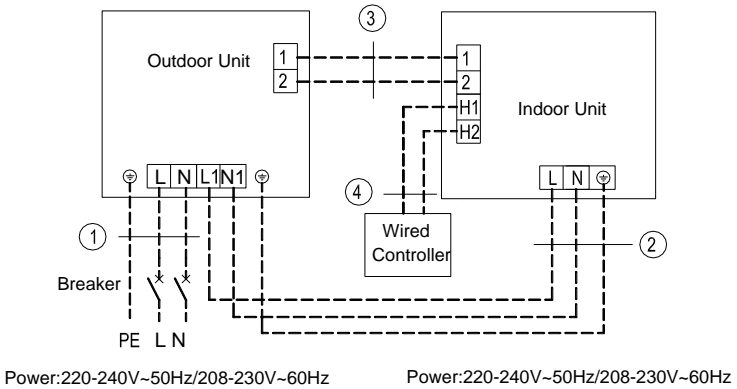 3
Outdoor Unit
1
2
1
2
H1
H2
Indoor Unit
L N L1 N1
L N
4
1
Wired
Controller
2
Breaker
PE L N
Power:220-240V~50Hz/208-230V~60Hz
Power:220-240V~50Hz/208-230V~60Hz